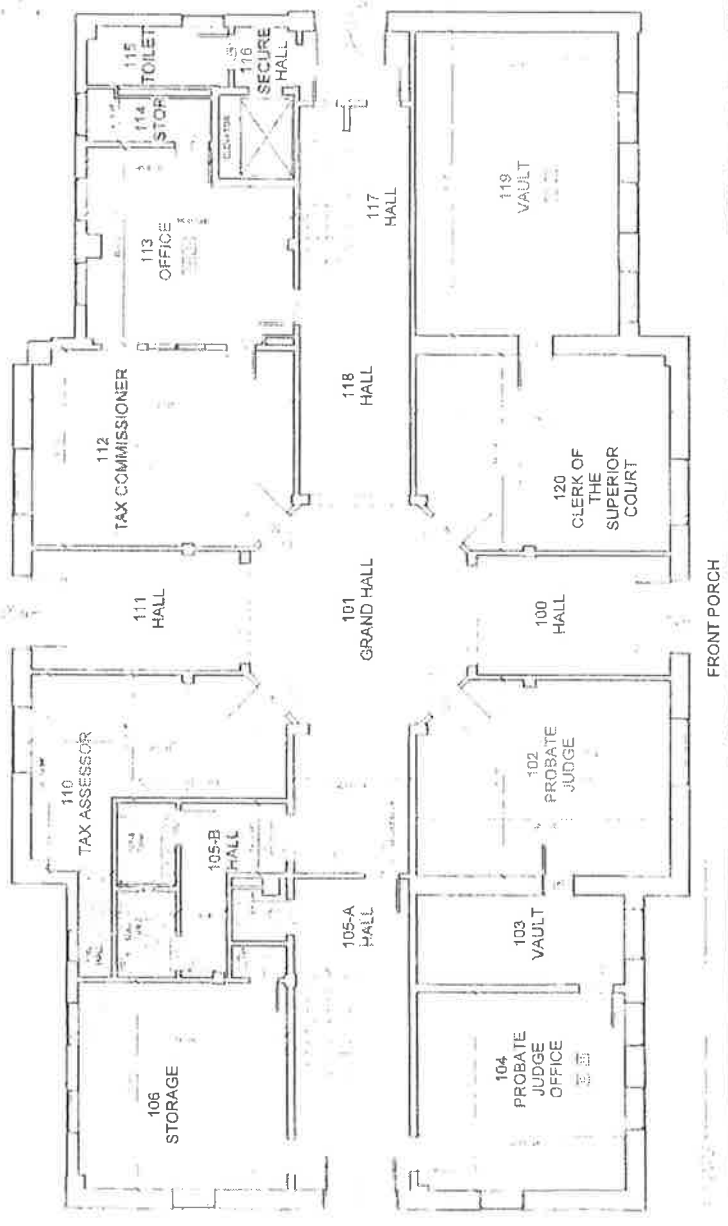 115
TOILET
116
SECURE
HALL
114
STOR
ELEVATOR
113
OFFICE
117
HALL
119
VAULT
112
TAX COMMISSIONER
118
HALL
120
CLERK OF
THE
SUPERIOR
COURT
111
HALL
101
GRAND HALL
100
HALL
FRONT PORCH
110
TAX ASSESSOR
105-B
HALL
102
PROBATE
JUDGE
105-A
HALL
103
VAULT
106
STORAGE
104
PROBATE
JUDGE
OFFICE
HALL